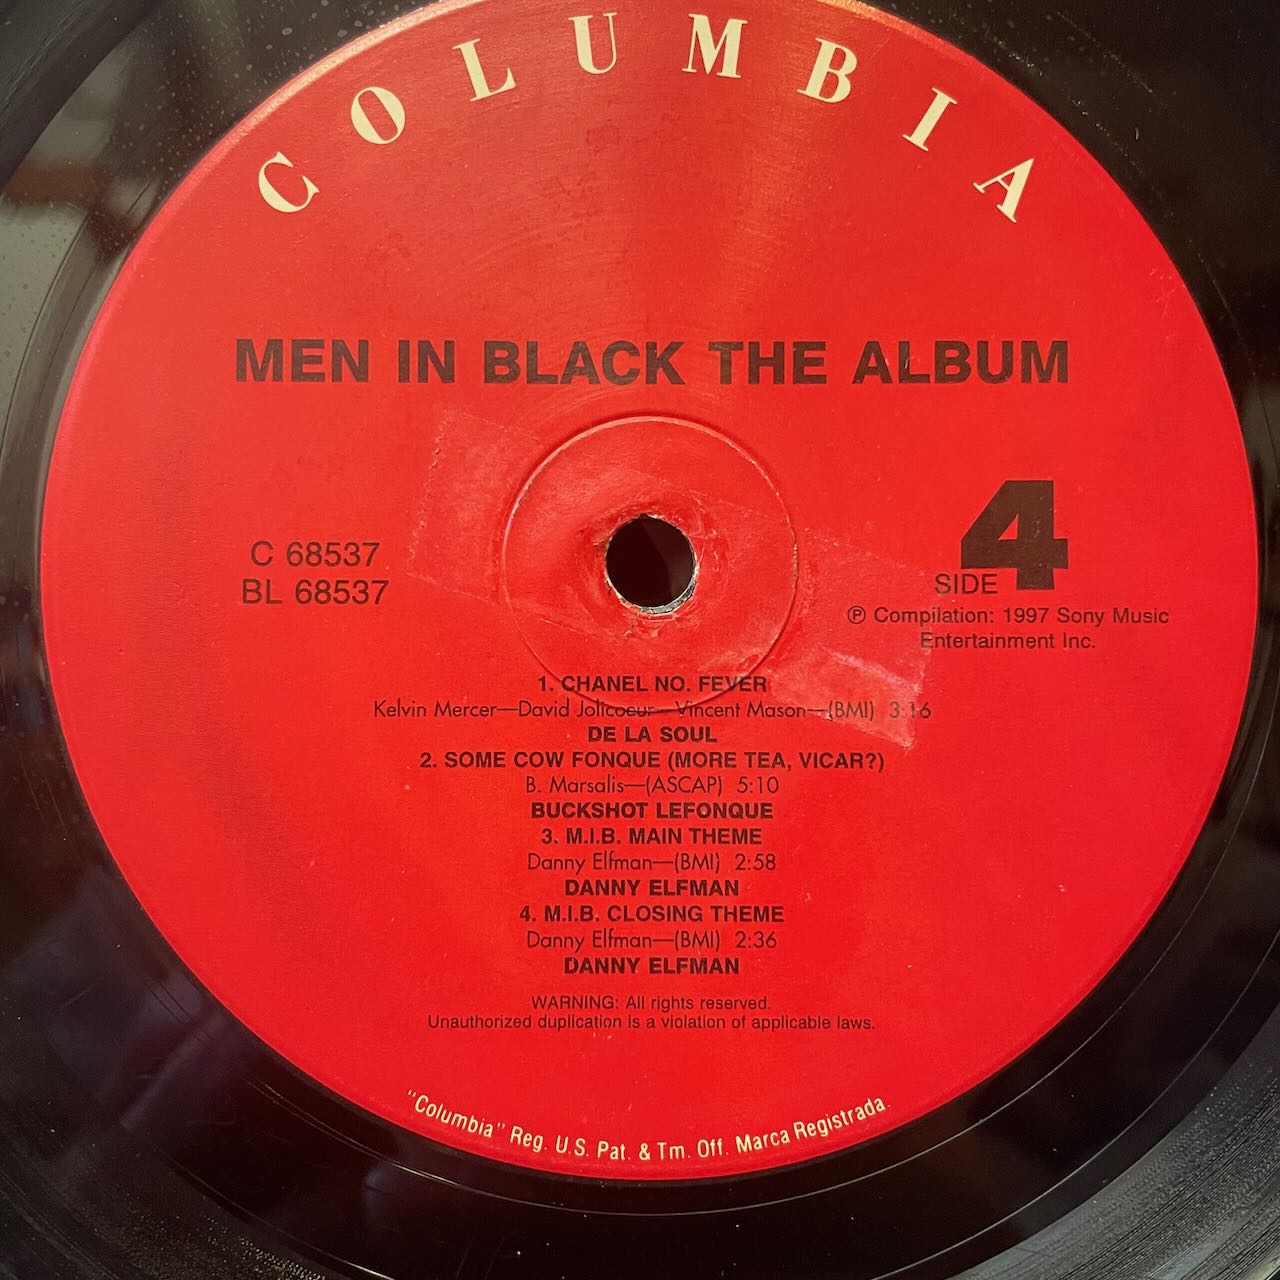 COLUMBIA
MEN IN BLACK THE ALBUM
C 68537
BL 68537
SIDE 4
℗ Compilation: 1997 Sony Music
Entertainment Inc.
1. CHANEL NO. FEVER
Kelvin Mercer—David Jolicoeur—Vincent Mason—(BMI) 3:16
DE LA SOUL
2. SOME COW FONQUE (MORE TEA, VICAR?)
B. Marsalis—(ASCAP) 5:10
BUCKSHOT LEFONQUE
3. M.I.B. MAIN THEME
Danny Elfman—(BMI) 2:58
DANNY ELFMAN
4. M.I.B. CLOSING THEME
Danny Elfman—(BMI) 2:36
DANNY ELFMAN
WARNING: All rights reserved.
Unauthorized duplication is a violation of applicable laws.
"Columbia" Reg. U.S. Pat. & Tm. Off. Marca Registrada.